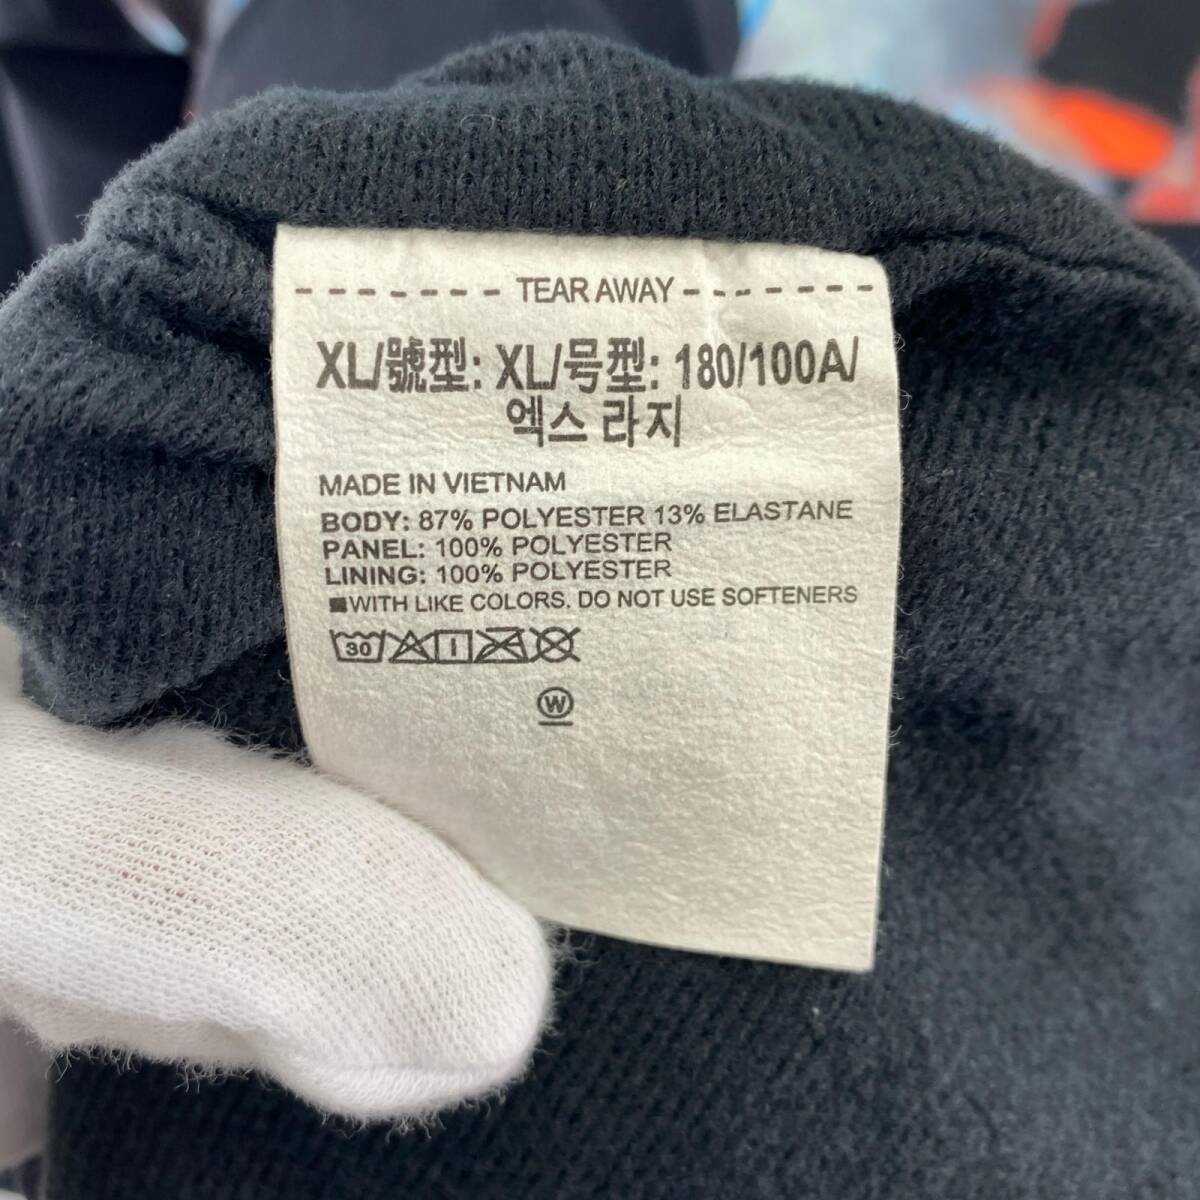 TEAR AWAY
XL/號型: XL/号型: 180/100A/
엑스 라지
MADE IN VIETNAM
BODY: 87% POLYESTER 13% ELASTANE
PANEL: 100% POLYESTER
LINING: 100% POLYESTER
■WITH LIKE COLORS. DO NOT USE SOFTENERS
30
W